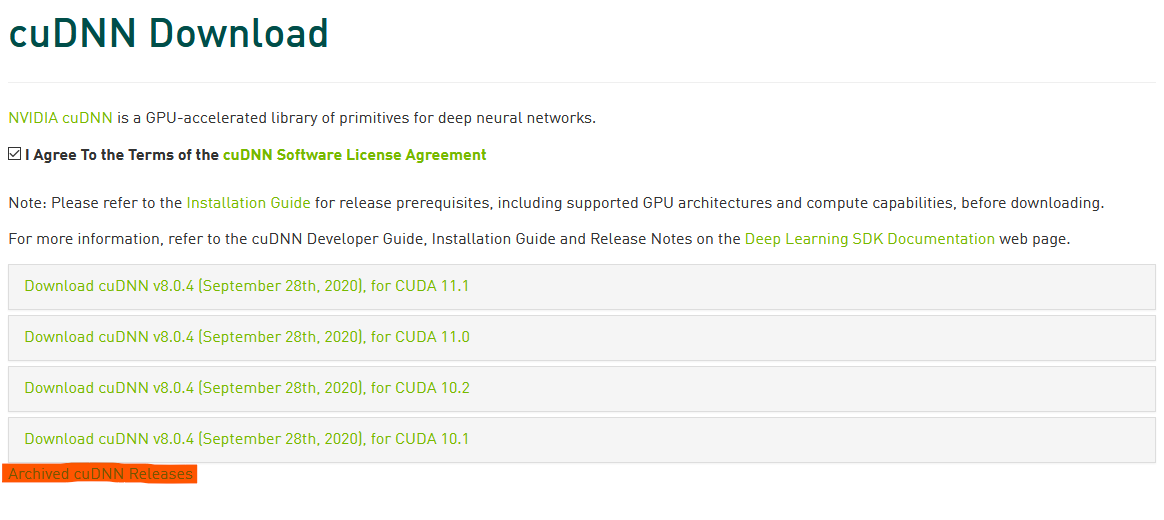 cuDNN Download
NVIDIA cuDNN is a GPU-accelerated library of primitives for deep neural networks.
I Agree To the Terms of the cuDNN Software License Agreement
Note: Please refer to the Installation Guide for release prerequisites, including supported GPU architectures and compute capabilities, before downloading.
For more information, refer to the cuDNN Developer Guide, Installation Guide and Release Notes on the Deep Learning SDK Documentation web page.
Download cuDNN v8.0.4 (September 28th, 2020), for CUDA 11.1
Download cuDNN v8.0.4 (September 28th, 2020), for CUDA 11.0
Download cuDNN v8.0.4 (September 28th, 2020), for CUDA 10.2
Download cuDNN v8.0.4 (September 28th, 2020), for CUDA 10.1
Archived cuDNN Releases